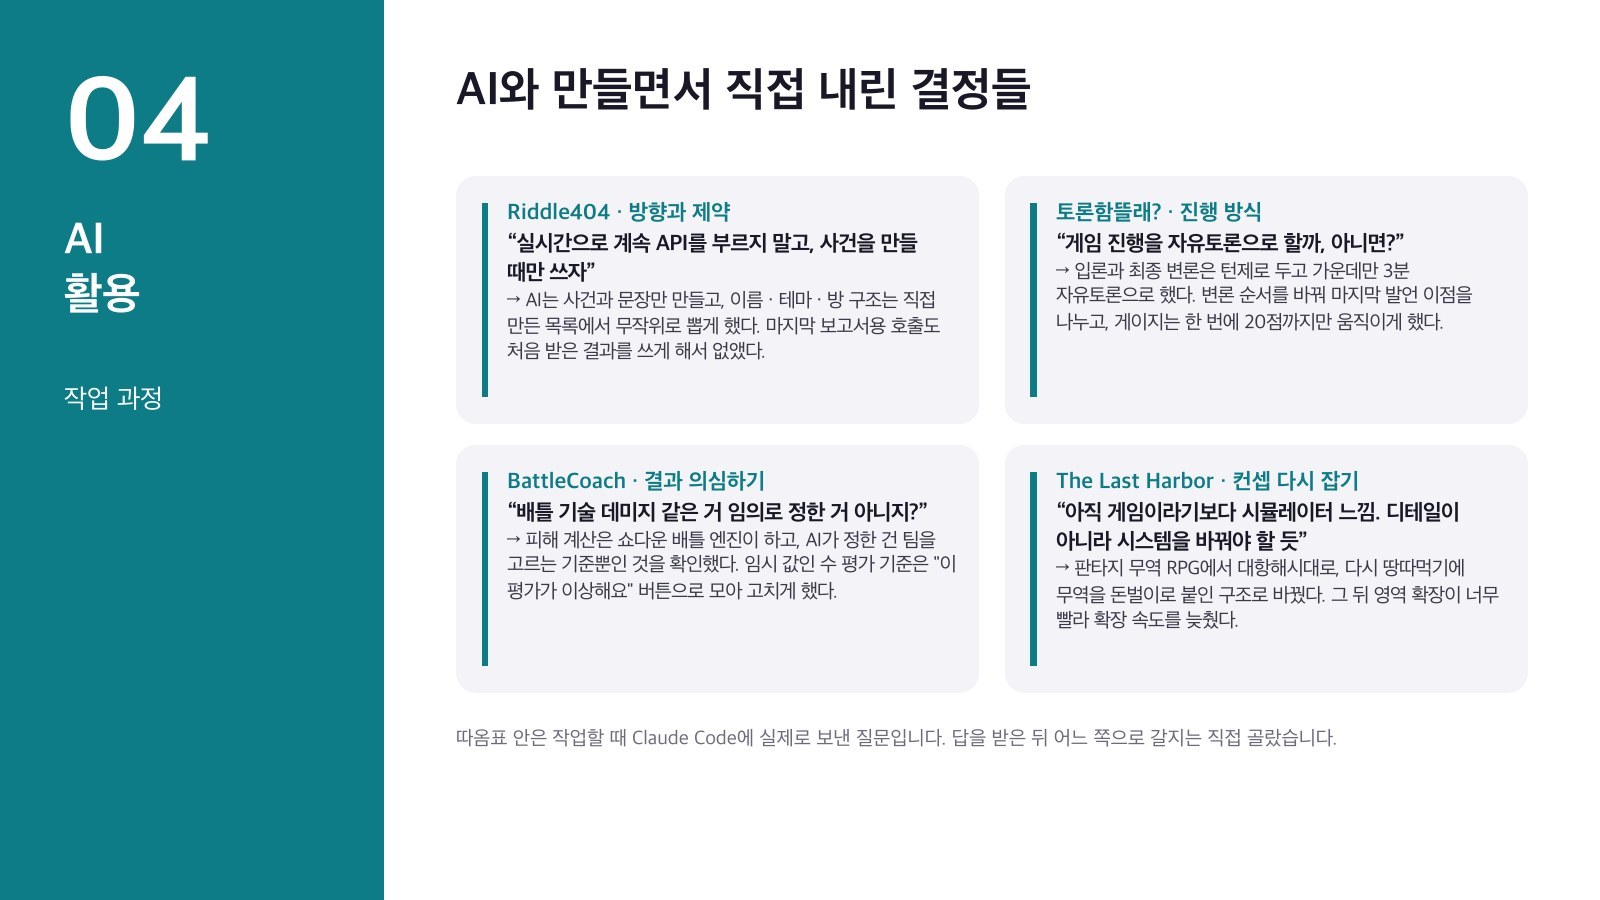 04
AI
활용
작업 과정
AI와 만들면서 직접 내린 결정들
Riddle404 · 방향과 제약
“실시간으로 계속 API를 부르지 말고, 사건을 만들
때만 쓰자”
→ AI는 사건과 문장만 만들고, 이름 · 테마 · 방 구조는 직접
만든 목록에서 무작위로 뽑게 했다. 마지막 보고서용 호출도
처음 받은 결과를 쓰게 해서 없앴다.
토론함뜰래? · 진행 방식
“게임 진행을 자유토론으로 할까, 아니면?”
→ 입론과 최종 변론은 턴제로 두고 가운데만 3분
자유토론으로 했다. 변론 순서를 바꿔 마지막 발언 이점을
나누고, 게이지는 한 번에 20점까지만 움직이게 했다.
BattleCoach · 결과 의심하기
“배틀 기술 데미지 같은 거 임의로 정한 거 아니지?”
→ 피해 계산은 쇼다운 배틀 엔진이 하고, AI가 정한 건 팀을
고르는 기준뿐인 것을 확인했다. 임시 값인 수 평가 기준은 "이
평가가 이상해요" 버튼으로 모아 고치게 했다.
The Last Harbor · 컨셉 다시 잡기
“아직 게임이라기보다 시뮬레이터 느낌. 디테일이
아니라 시스템을 바꿔야 할 듯”
→ 판타지 무역 RPG에서 대항해시대로, 다시 땅따먹기에
무역을 돈벌이로 붙인 구조로 바꿨다. 그 뒤 영역 확장이 너무
빨라 확장 속도를 늦췄다.
따옴표 안은 작업할 때 Claude Code에 실제로 보낸 질문입니다. 답을 받은 뒤 어느 쪽으로 갈지는 직접 골랐습니다.